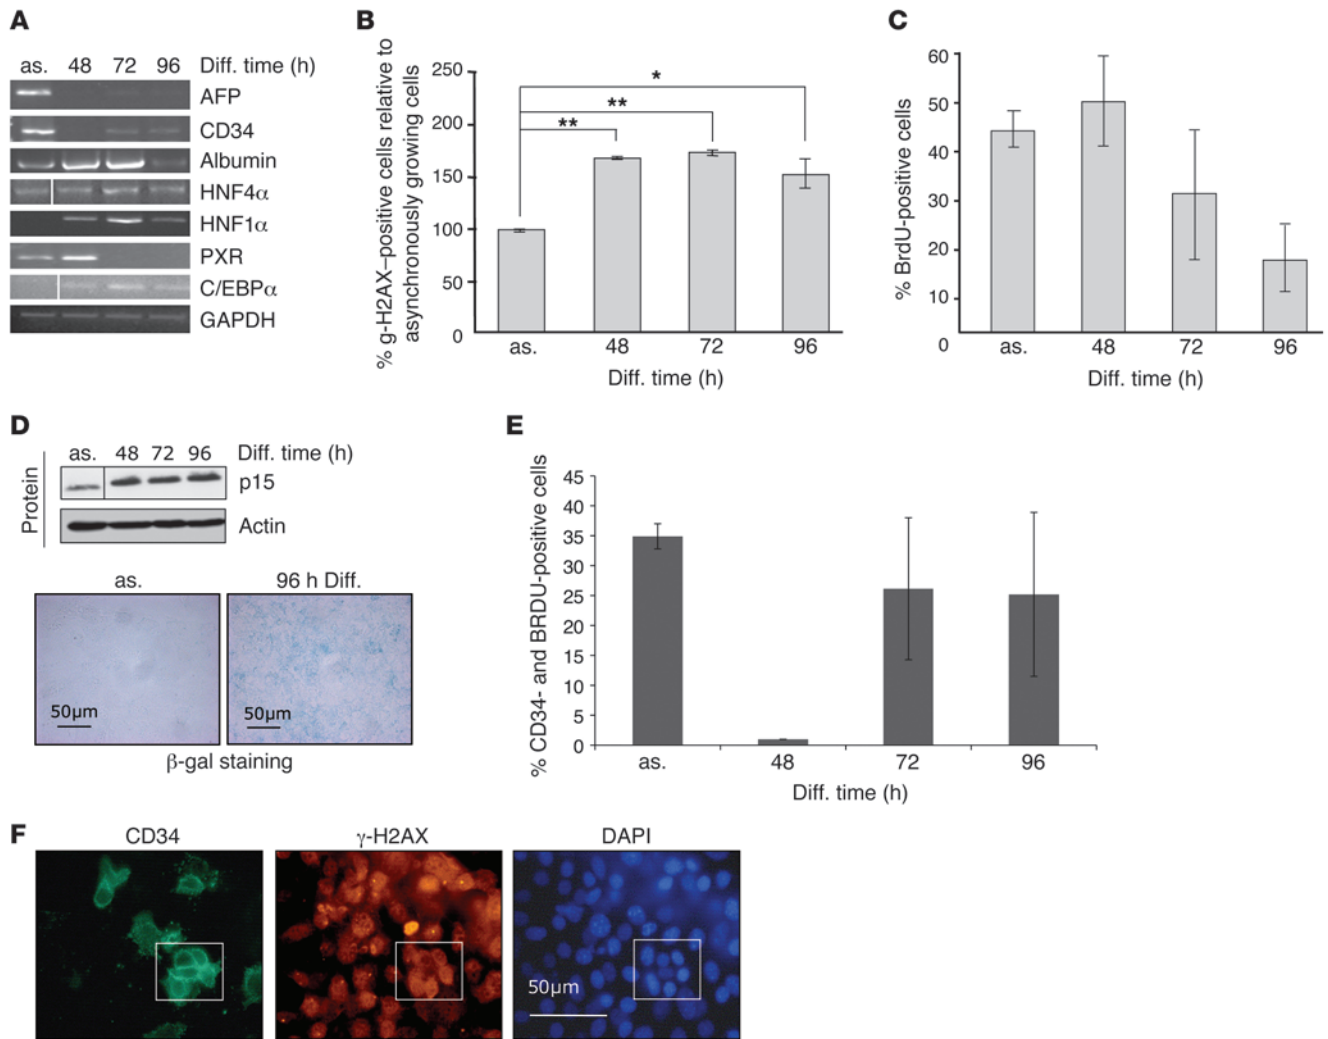 A
as. 48 72 96 Diff. time (h)
AFP
CD34
Albumin
HNF4α
HNF1α
PXR
C/EBPα
GAPDH
B
% g-H2AX–positive cells relative to
asynchronously growing cells
250
200
150
100
50
0
*
**
**
as. 48 72 96
Diff. time (h)
C
% BrdU-positive cells
60
50
40
30
20
10
0
as. 48 72 96
Diff. time (h)
D
as. 48 72 96 Diff. time (h)
Protein
p15
Actin
as. 96 h Diff.
50µm 50µm
β-gal staining
E
% CD34- and BRDU-positive cells
45
40
35
30
25
20
15
10
5
0
as. 48 72 96
Diff. time (h)
F
CD34 γ-H2AX DAPI
50µm